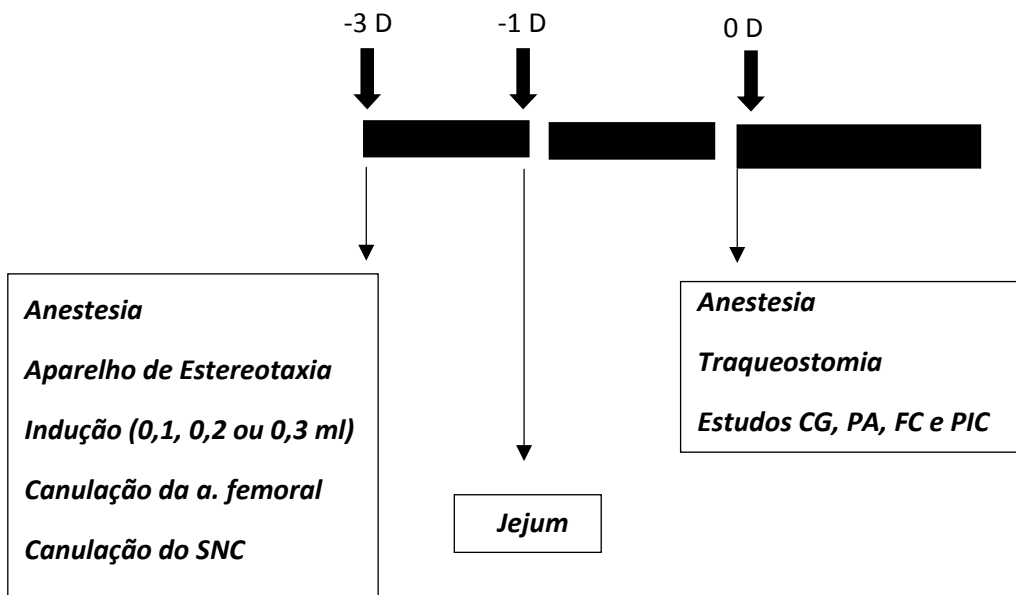 -3 D
-1 D
0 D
Anestesia
Aparelho de Estereotaxia
Indução (0,1, 0,2 ou 0,3 ml)
Canulação da a. femoral
Canulação do SNC
Jejum
Anestesia
Traqueostomia
Estudos CG, PA, FC e PIC